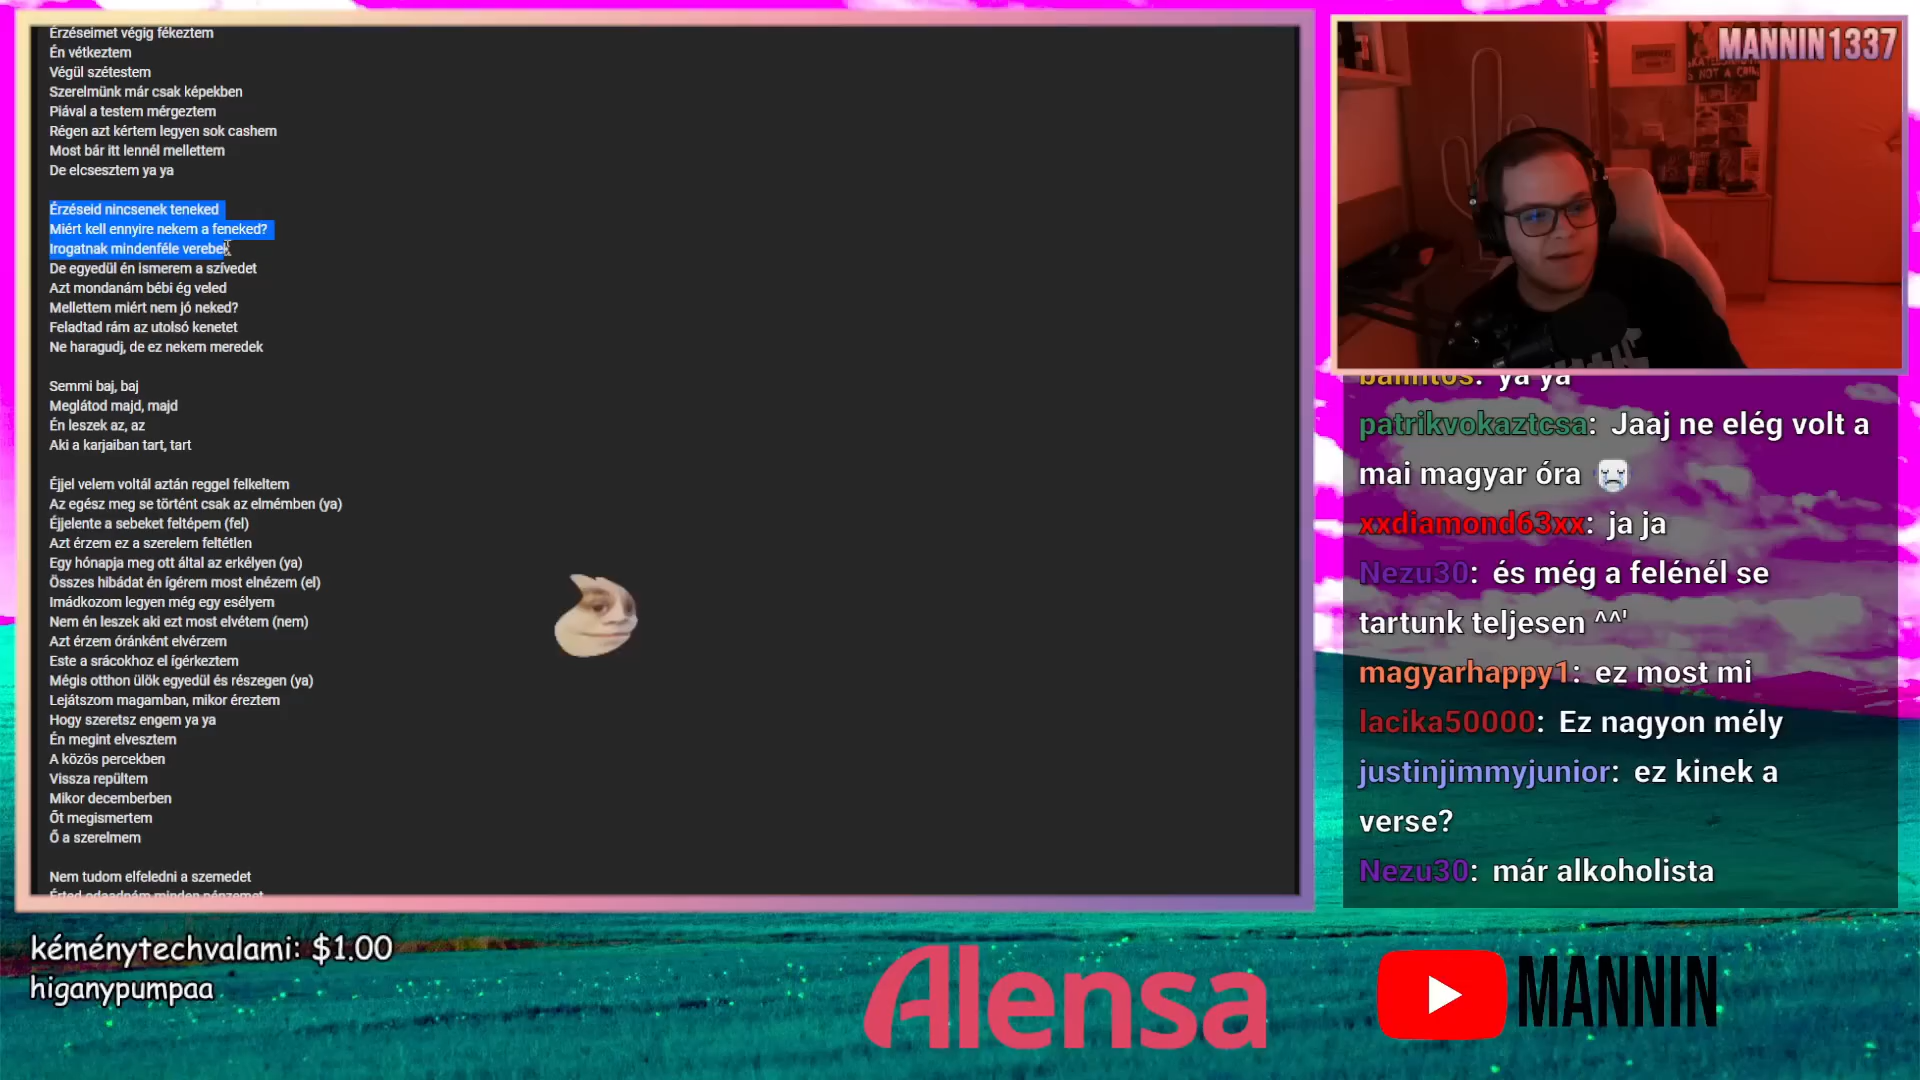 Érzéseimet végig fékeztem
Én vétkeztem
Végül szétestem
Szerelmünk már csak képekben
Piával a testem mérgeztem
Régen azt kértem legyen sok cashem
Most bár itt lennél mellettem
De elcsesztem ya ya
Érzéseid nincsenek teneked
Miért kell ennyire nekem a feneked?
Irogatnak mindenféle verebek
De egyedül én ismerem a szívedet
Azt mondanám bébi ég veled
Mellettem miért nem jó neked?
Feladtad rám az utolsó kenetet
Ne haragudj, de ez nekem meredek
Semmi baj, baj
Meglátod majd, majd
Én leszek az, az
Aki a karjaiban tart, tart
Éjjel velem voltál aztán reggel felkeltem
Az egész meg se történt csak az elmémben (ya)
Éjjelente a sebeket feltépem (fel)
Azt érzem ez a szerelem feltétlen
Egy hónapja meg ott által az erkélyen (ya)
Összes hibádat én ígérem most elnézem (el)
Imádkozom legyen még egy esélyem
Nem én leszek aki ezt most elvétem (nem)
Azt érzem óránként elvérzem
Este a srácokhoz el ígérkeztem
Mégis otthon ülök egyedül és részegen (ya)
Lejátszom magamban, mikor éreztem
Hogy szeretsz engem ya ya
Én megint elvesztem
A közös percekben
Vissza repültem
Mikor decemberben
Őt megismertem
Ő a szerelmem
Nem tudom elfeledni a szemedet
Érted odaadnám minden pénzemet
MANNIN1337
balintos: ya ya
patrikvokaztcsa: Jaaj ne elég volt a
mai magyar óra
xxdiamond63xx: ja ja
Nezu30: és még a felénél se
tartunk teljesen ^^'
magyarhappy1: ez most mi
lacika50000: Ez nagyon mély
justinjimmyjunior: ez kinek a
verse?
Nezu30: már alkoholista
kéménytechvalami: $1.00
higanypumpaa
Alensa
MANNIN